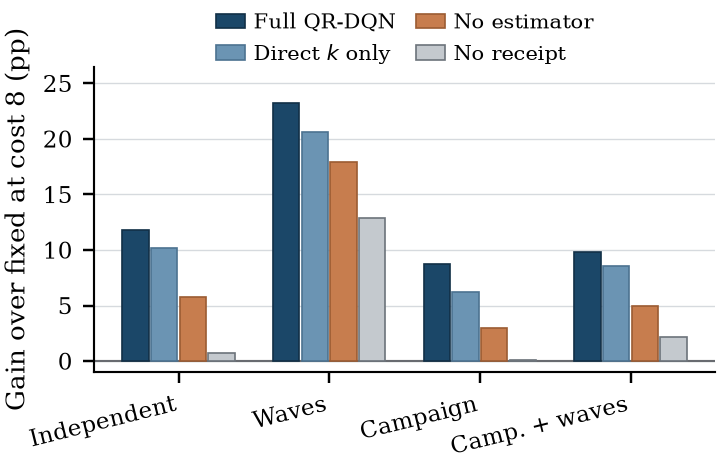 Full QR-DQN
No estimator
Direct k only
No receipt
Gain over fixed at cost 8 (pp)
25
20
15
10
5
0
Independent
Waves
Campaign
Camp. + waves